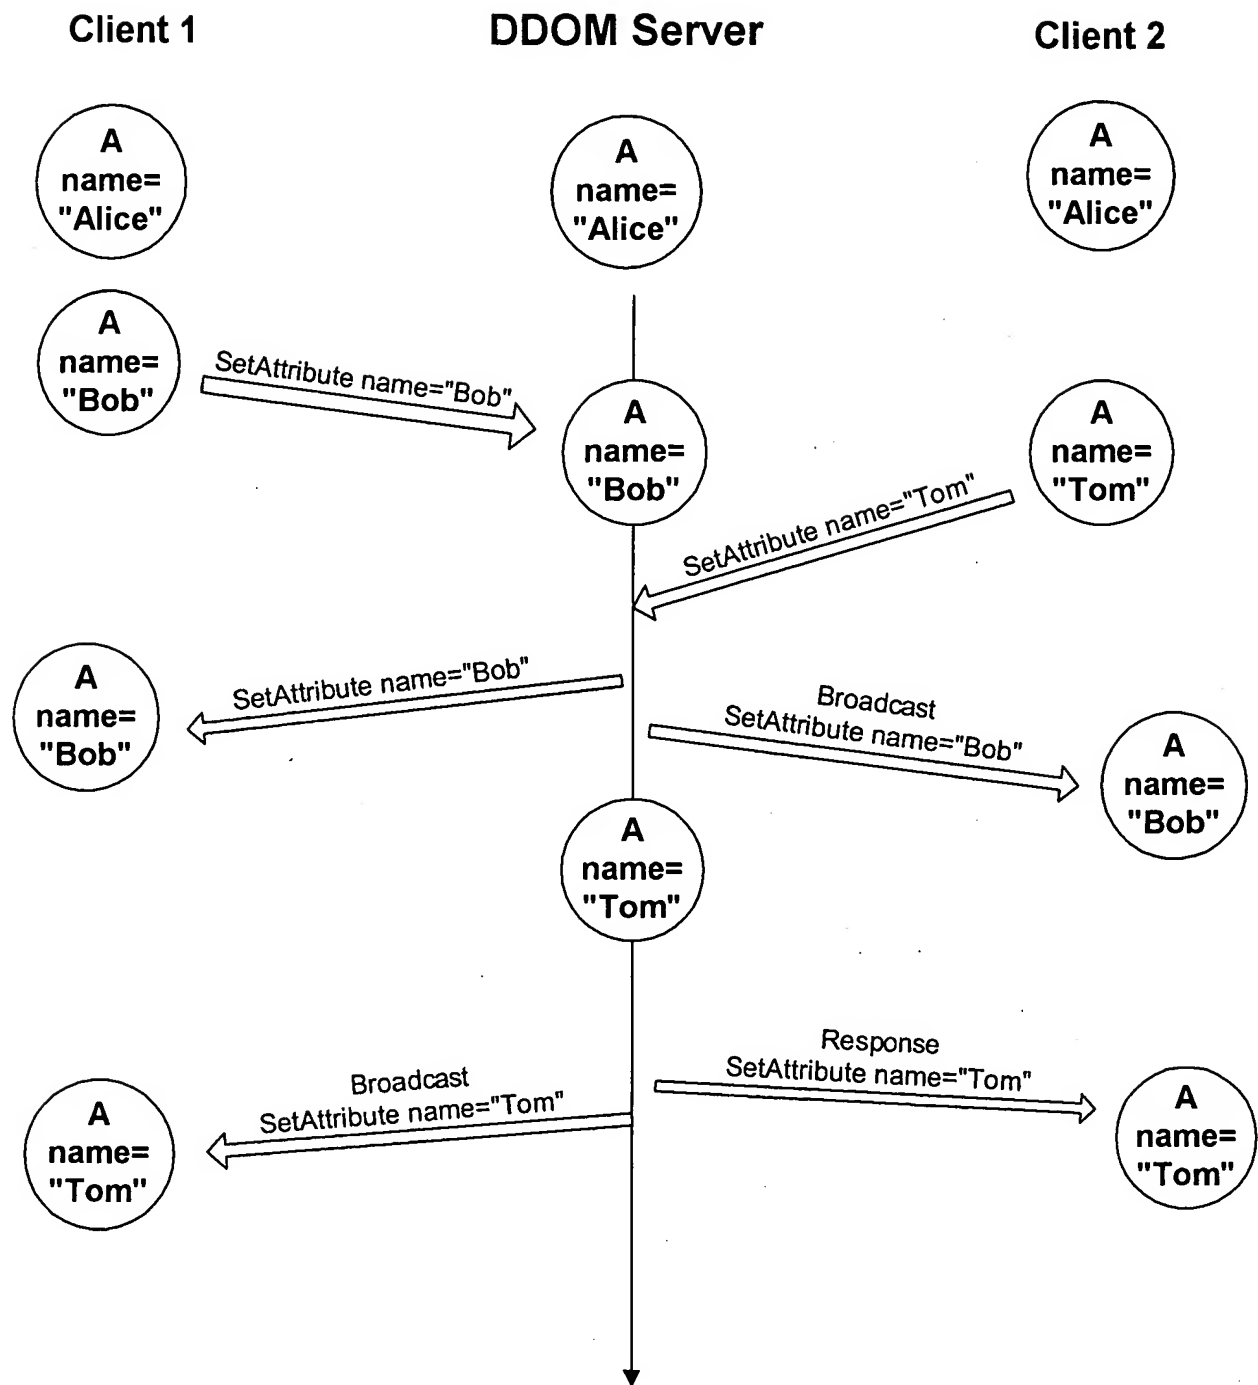 Client 1
DDOM Server
Client 2
A
name=
"Alice"
A
name=
"Alice"
A
name=
"Alice"
A
name=
"Bob"
SetAttribute name="Bob"
A
name=
"Bob"
A
name=
"Tom"
SetAttribute name="Tom"
A
name=
"Bob"
SetAttribute name="Bob"
Broadcast
SetAttribute name="Bob"
A
name=
"Bob"
A
name=
"Tom"
Broadcast
SetAttribute name="Tom"
Response
SetAttribute name="Tom"
A
name=
"Tom"
A
name=
"Tom"